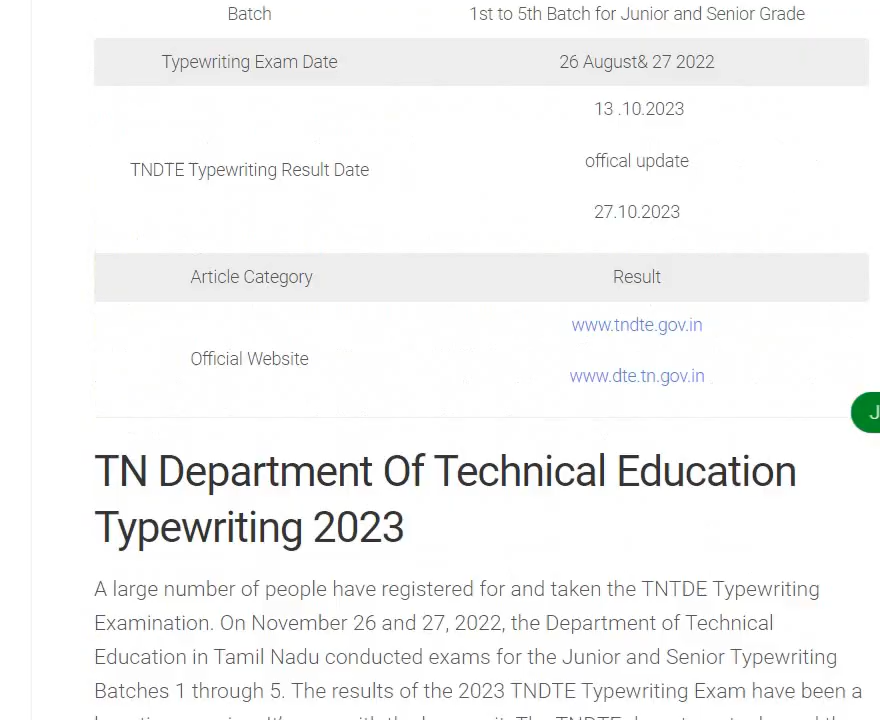 Batch 1st to 5th Batch for Junior and Senior Grade
Typewriting Exam Date 26 August& 27 2022
13 .10.2023
TNDTE Typewriting Result Date offical update
27.10.2023
Article Category Result
www.tndte.gov.in
Official Website
www.dte.tn.gov.in
J
TN Department Of Technical Education
Typewriting 2023
A large number of people have registered for and taken the TNTDE Typewriting
Examination. On November 26 and 27, 2022, the Department of Technical
Education in Tamil Nadu conducted exams for the Junior and Senior Typewriting
Batches 1 through 5. The results of the 2023 TNDTE Typewriting Exam have been a